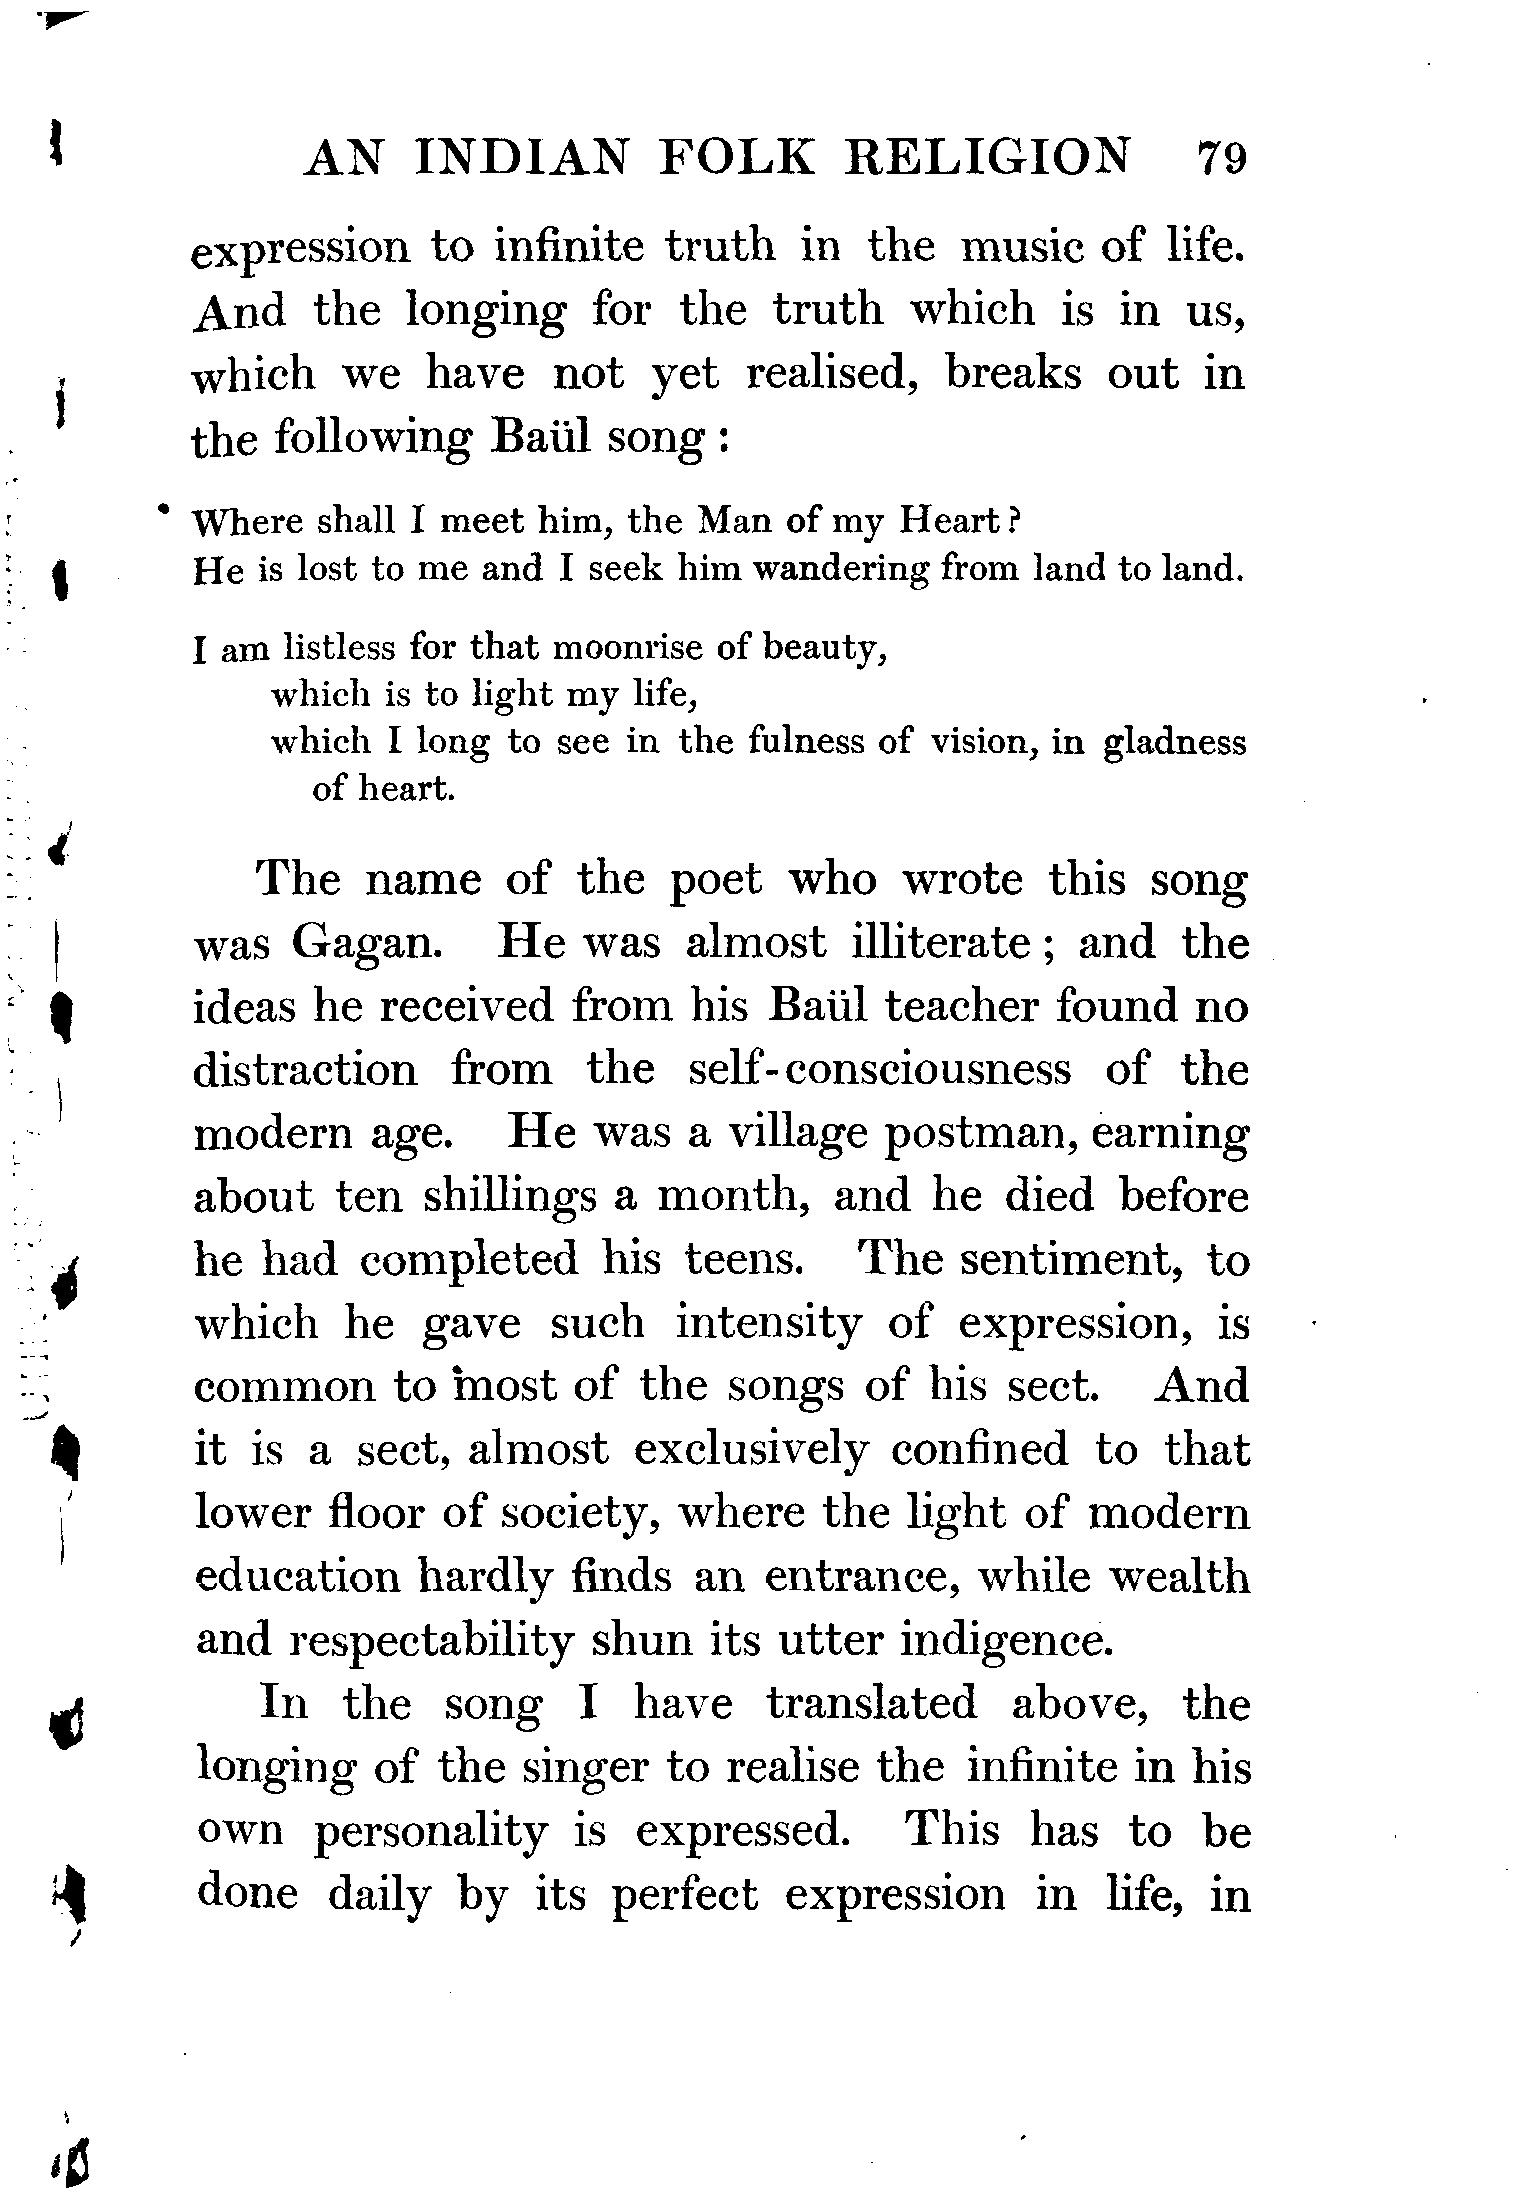 AN INDIAN FOLK RELIGION 79
expression to infinite truth in the music of life.
And the longing for the truth which is in us,
which we have not yet realised, breaks out in
the following Baül song :
Where shall I meet him, the Man of my Heart?
He is lost to me and I seek him wandering from land to land.
I am listless for that moonrise of beauty,
which is to light my life,
which I long to see in the fulness of vision, in gladness
of heart.
The name of the poet who wrote this song
was Gagan. He was almost illiterate ; and the
ideas he received from his Baül teacher found no
distraction from the self-consciousness of the
modern age. He was a village postman, earning
about ten shillings a month, and he died before
he had completed his teens. The sentiment, to
which he gave such intensity of expression, is
common to most of the songs of his sect. And
it is a sect, almost exclusively confined to that
lower floor of society, where the light of modern
education hardly finds an entrance, while wealth
and respectability shun its utter indigence.
In the song I have translated above, the
longing of the singer to realise the infinite in his
own personality is expressed. This has to be
done daily by its perfect expression in life, in